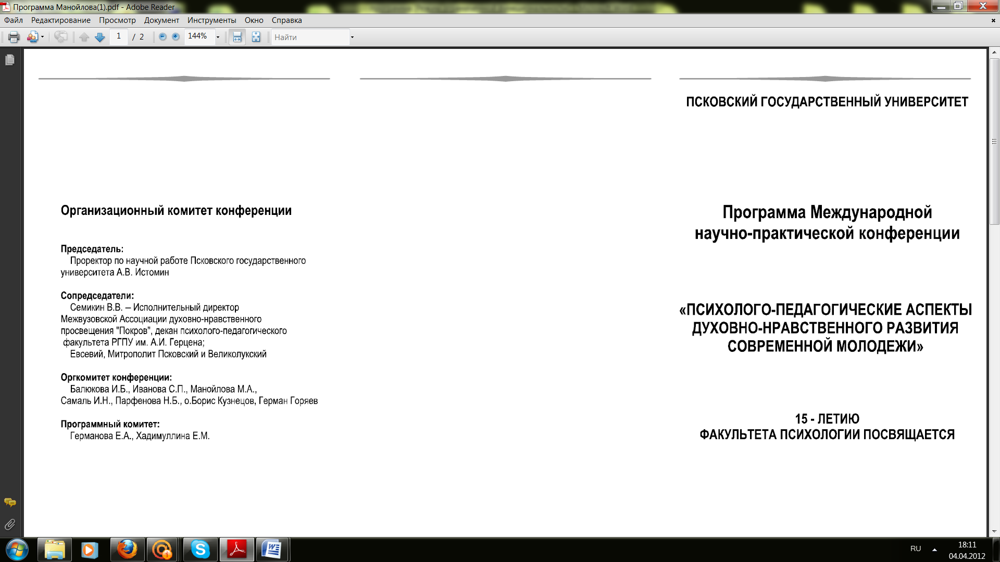 Программа Манойлова(1).pdf - Adobe Reader
Файл Редактирование Просмотр Документ Инструменты Окно Справка
1 / 2 144% Найти
Организационный комитет конференции
Председатель:
Проректор по научной работе Псковского государственного
университета А.В. Истомин
Сопредседатели:
Семикин В.В. – Исполнительный директор
Межвузовской Ассоциации духовно-нравственного
просвещения "Покров", декан психолого-педагогического
факультета РГПУ им. А.И. Герцена;
Евсевий, Митрополит Псковский и Великолукский
Оргкомитет конференции:
Балюкова И.Б., Иванова С.П., Манойлова М.А.,
Самаль И.Н., Парфенова Н.Б., о.Борис Кузнецов, Герман Горяев
Программный комитет:
Германова Е.А., Хадимуллина Е.М.
ПСКОВСКИЙ ГОСУДАРСТВЕННЫЙ УНИВЕРСИТЕТ
Программа Международной
научно-практической конференции
«ПСИХОЛОГО-ПЕДАГОГИЧЕСКИЕ АСПЕКТЫ
ДУХОВНО-НРАВСТВЕННОГО РАЗВИТИЯ
СОВРЕМЕННОЙ МОЛОДЕЖИ»
15 - ЛЕТИЮ
ФАКУЛЬТЕТА ПСИХОЛОГИИ ПОСВЯЩАЕТСЯ
RU
18:11
04.04.2012